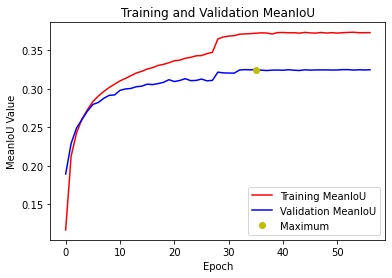 Training and Validation MeanIoU
MeanIoU Value
0.35
0.30
0.25
0.20
0.15
Training MeanIoU
Validation MeanIoU
Maximum
0
10
20
30
40
50
Epoch